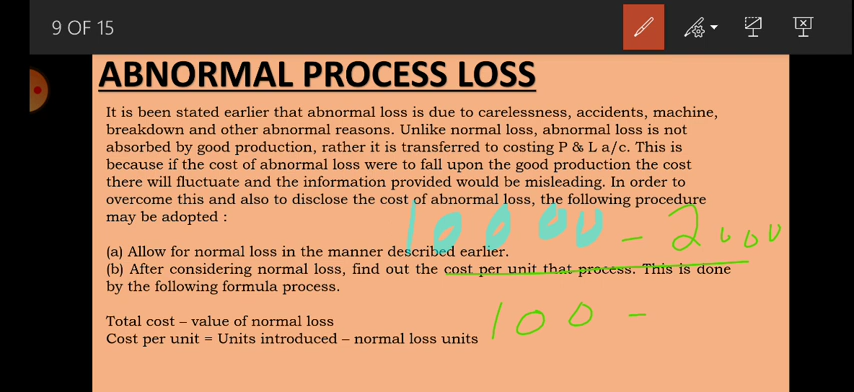 9 OF 15
ABNORMAL PROCESS LOSS
It is been stated earlier that abnormal loss is due to carelessness, accidents, machine,
breakdown and other abnormal reasons. Unlike normal loss, abnormal loss is not
absorbed by good production, rather it is transferred to costing P & L a/c. This is
because if the cost of abnormal loss were to fall upon the good production the cost
there will fluctuate and the information provided would be misleading. In order to
overcome this and also to disclose the cost of abnormal loss, the following procedure
may be adopted :
10000 – 2000
(a) Allow for normal loss in the manner described earlier.
(b) After considering normal loss, find out the cost per unit that process. This is done
by the following formula process.
100 –
Total cost – value of normal loss
Cost per unit = Units introduced – normal loss units